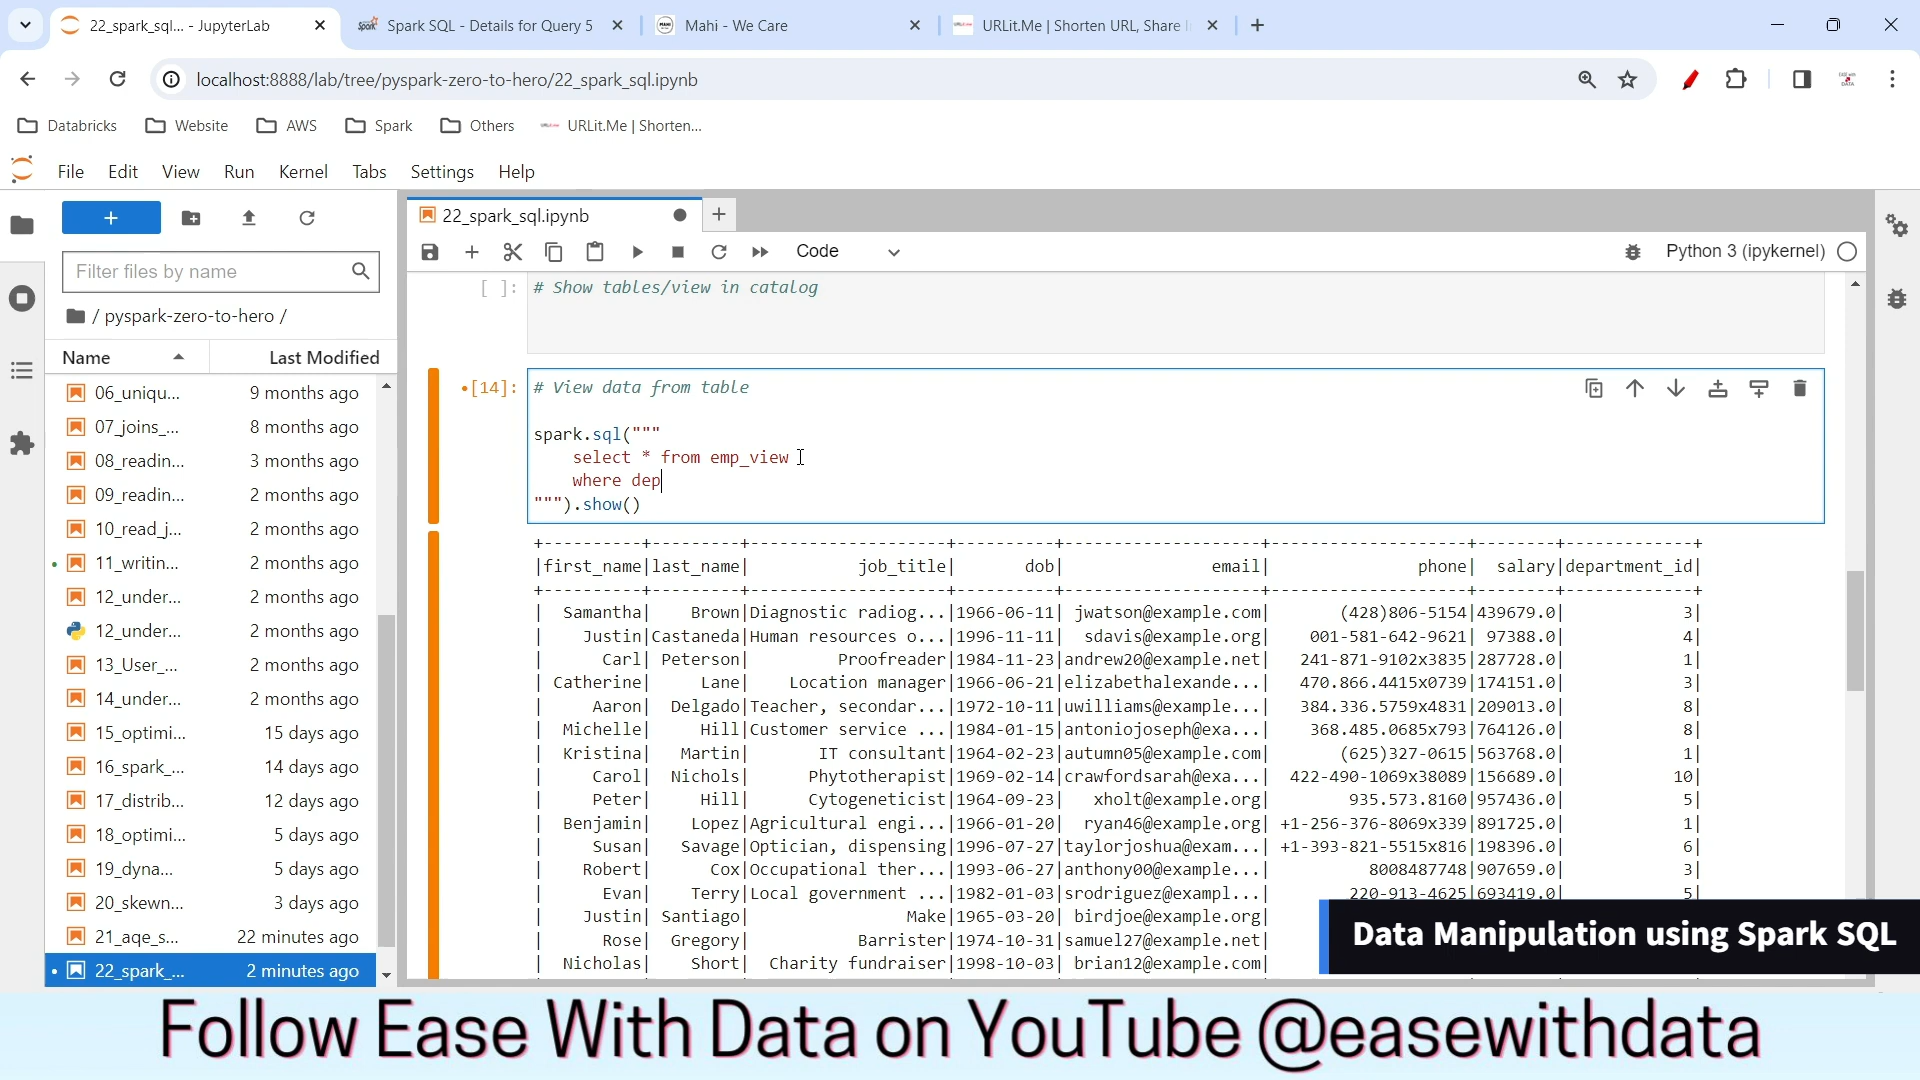 22_spark_sql... - JupyterLab
Spark SQL - Details for Query 5
Mahi - We Care
URLit.Me | Shorten URL, Share
localhost:8888/lab/tree/pyspark-zero-to-hero/22_spark_sql.ipynb
Databricks
Website
AWS
Spark
Others
URLit.Me | Shorten...
File Edit View Run Kernel Tabs Settings Help
22_spark_sql.ipynb
Code
Python 3 (ipykernel)
Filter files by name
/ pyspark-zero-to-hero /
Name Last Modified
06_uniqu... 9 months ago
07_joins_... 8 months ago
08_readin... 3 months ago
09_readin... 2 months ago
10_read_j... 2 months ago
11_writin... 2 months ago
12_under... 2 months ago
12_under... 2 months ago
13_User_... 2 months ago
14_under... 2 months ago
15_optimi... 15 days ago
16_spark_... 14 days ago
17_distrib... 12 days ago
18_optimi... 5 days ago
19_dyna... 5 days ago
20_skewn... 3 days ago
21_aqe_s... 22 minutes ago
22_spark_... 2 minutes ago
[ ]: # Show tables/view in catalog
[14]: # View data from table
spark.sql("""
select * from emp_view
where dep
""").show()
+----------+---------+--------------------+----------+--------------------+--------------------+--------+-------------+
|first_name|last_name| job_title| dob| email| phone| salary|department_id|
+----------+---------+--------------------+----------+--------------------+--------------------+--------+-------------+
| Samantha| Brown|Diagnostic radiog...|1966-06-11| jwatson@example.com| (428)806-5154|439679.0| 3|
| Justin|Castaneda|Human resources o...|1996-11-11| sdavis@example.org| 001-581-642-9621| 97388.0| 4|
| Carl| Peterson| Proofreader|1984-11-23|andrew20@example.net| 241-871-9102x3835|287728.0| 1|
| Catherine| Lane| Location manager|1966-06-21|elizabethalexande...| 470.866.4415x0739|174151.0| 3|
| Aaron| Delgado|Teacher, secondar...|1972-10-11|uwilliams@example...| 384.336.5759x4831|209013.0| 8|
| Michelle| Hill|Customer service ...|1984-01-15|antoniojoseph@exa...| 368.485.0685x793|764126.0| 8|
| Kristina| Martin| IT consultant|1964-02-23|autumn05@example.com| (625)327-0615|563768.0| 1|
| Carol| Nichols| Phytotherapist|1969-02-14|crawfordsarah@exa...| 422-490-1069x38089|156689.0| 10|
| Peter| Hill| Cytogeneticist|1964-09-23| xholt@example.org| 935.573.8160|957436.0| 5|
| Benjamin| Lopez|Agricultural engi...|1966-01-20| ryan46@example.org| +1-256-376-8069x339|891725.0| 1|
| Susan| Savage|Optician, dispensing|1996-07-27|taylorjoshua@exam...| +1-393-821-5515x816|198396.0| 6|
| Robert| Cox|Occupational ther...|1993-06-27|anthony00@example...| 8008487748|907659.0| 3|
| Evan| Terry|Local government ...|1982-01-03|srodriguez@exampl...| 220-913-4625|693419.0| 5|
| Justin| Santiago| Make|1965-03-20| birdjoe@example.org|
| Rose| Gregory| Barrister|1974-10-31|samuel27@example.net|
| Nicholas| Short| Charity fundraiser|1998-10-03| brian12@example.com|
Data Manipulation using Spark SQL
Follow Ease With Data on YouTube @easewithdata